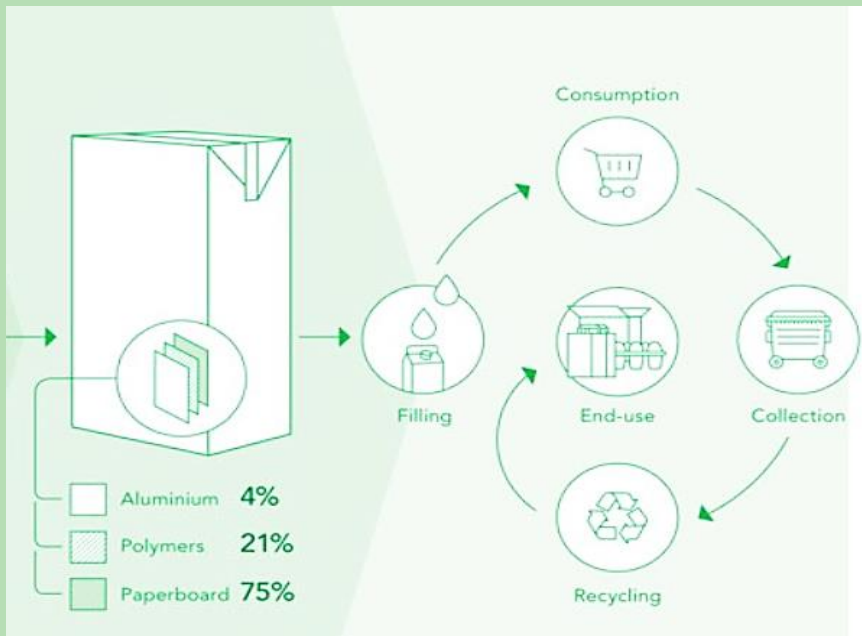 Consumption
Filling
End-use
Collection
Aluminium 4%
Polymers 21%
Paperboard 75%
Recycling